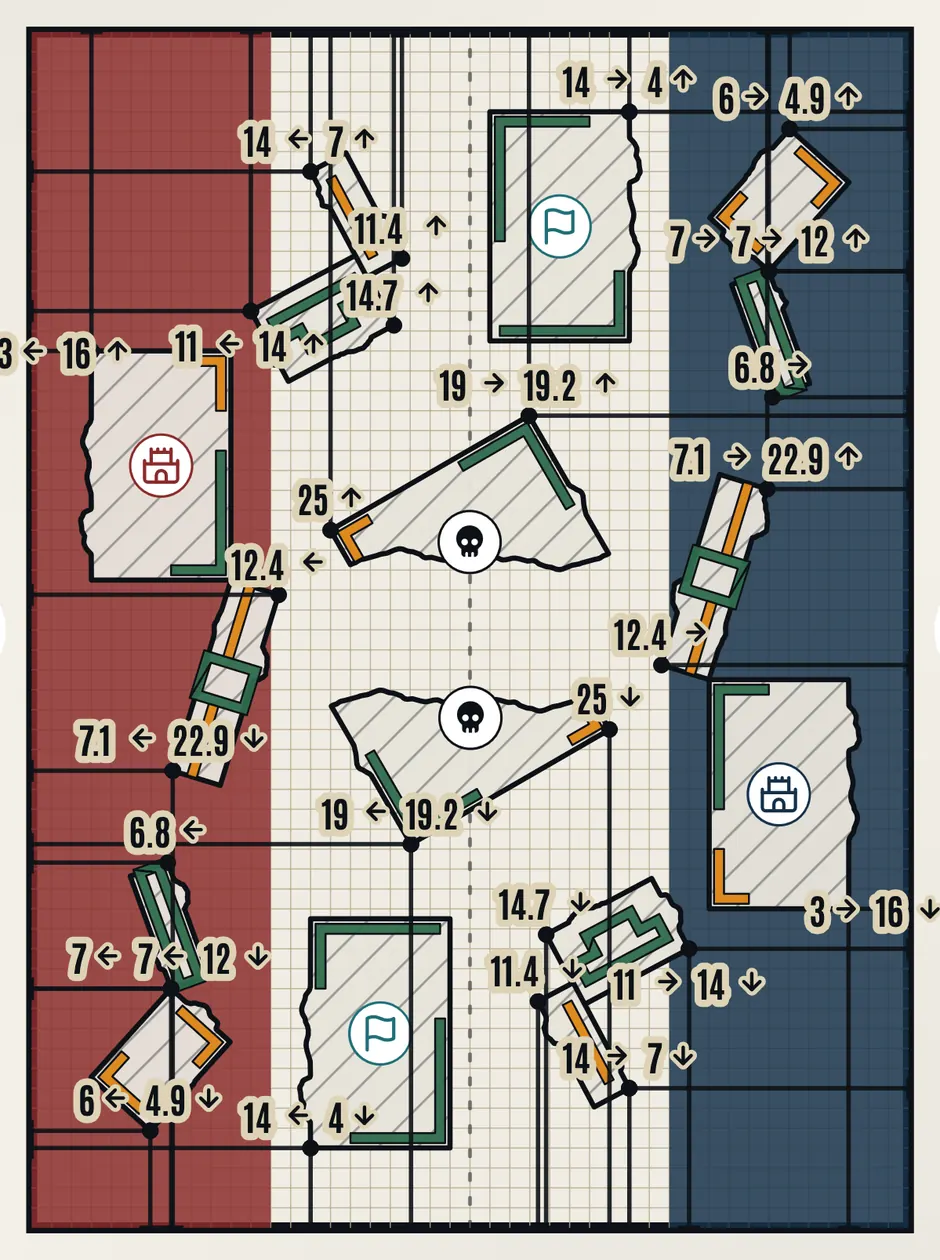 14 → 4 ↑
6 → 4.9 ↑
14 ← 7 ↑
11.4 ↑
7 → 7 → 12 ↑
14.7 ↑
3 ← 16 ↑
11 ← 14 ↑
6.8 →
19 → 19.2 ↑
7.1 → 22.9 ↑
25 ↑
12.4 ←
12.4 →
25 ↓
7.1 ← 22.9 ↓
19 ← 19.2 ↓
6.8 ←
14.7 ↓
3 → 16 ↓
7 ← 7 ← 12 ↓
11.4 ↓
11 → 14 ↓
14 → 7 ↓
6 ← 4.9 ↓
14 ← 4 ↓